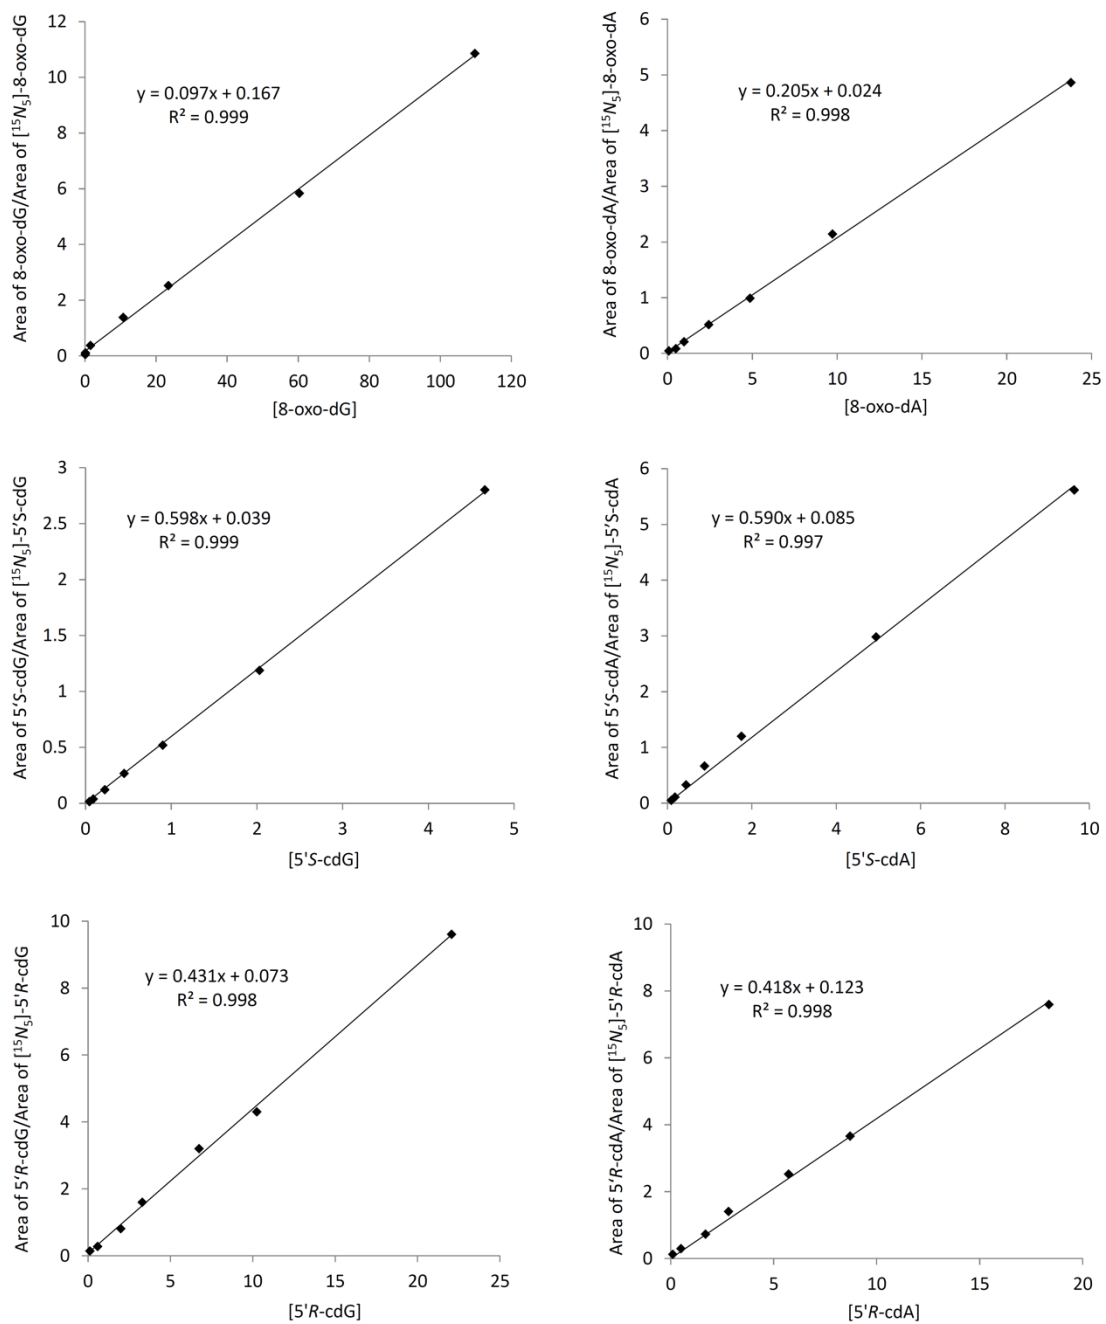 Area of 8-oxo-dG/Area of [¹⁵N₅]-8-oxo-dG
12
10
8
6
4
2
0
y = 0.097x + 0.167
R² = 0.999
0 20 40 60 80 100 120
[8-oxo-dG]
Area of 8-oxo-dA/Area of [¹⁵N₅]-8-oxo-dA
6
5
4
3
2
1
0
y = 0.205x + 0.024
R² = 0.998
0 5 10 15 20 25
[8-oxo-dA]
Area of 5'S-cdG/Area of [¹⁵N₅]-5'S-cdG
3
2.5
2
1.5
1
0.5
0
y = 0.598x + 0.039
R² = 0.999
0 1 2 3 4 5
[5'S-cdG]
Area of 5'S-cdA/Area of [¹⁵N₅]-5'S-cdA
6
5
4
3
2
1
0
y = 0.590x + 0.085
R² = 0.997
0 2 4 6 8 10
[5'S-cdA]
Area of 5'R-cdG/Area of [¹⁵N₅]-5'R-cdG
10
8
6
4
2
0
y = 0.431x + 0.073
R² = 0.998
0 5 10 15 20 25
[5'R-cdG]
Area of 5'R-cdA/Area of [¹⁵N₅]-5'R-cdA
10
8
6
4
2
0
y = 0.418x + 0.123
R² = 0.998
0 5 10 15 20
[5'R-cdA]